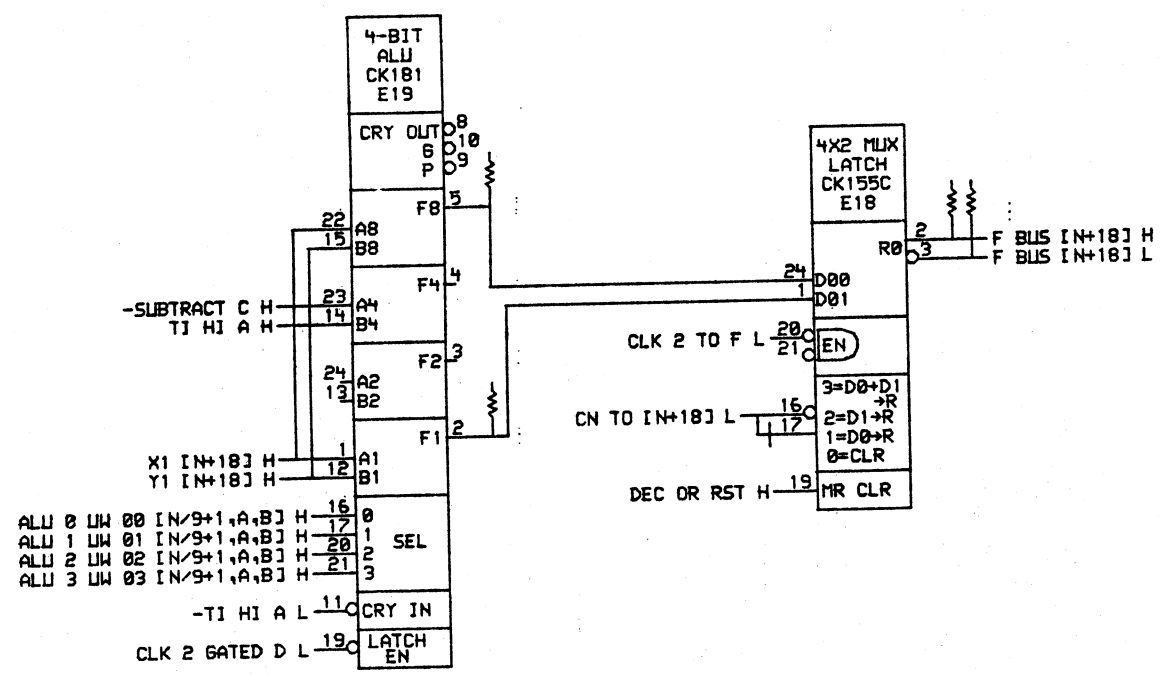 4-BIT
ALU
CK181
E19
CRY OUT 8
G 10
P 9
F8 5
22 A8
15 B8
F4 4
-SUBTRACT C H 23 A4
TI HI A H 14 B4
F2 3
24 A2
13 B2
F1 2
X1 [N+18] H 1 A1
Y1 [N+18] H 12 B1
ALU 0 UW 00 [N/9+1,A,B] H 16 0
ALU 1 UW 01 [N/9+1,A,B] H 17 1
SEL
ALU 2 UW 02 [N/9+1,A,B] H 20 2
ALU 3 UW 03 [N/9+1,A,B] H 21 3
-TI HI A L 11 CRY IN
CLK 2 GATED D L 19 LATCH
EN
4X2 MUX
LATCH
CK155C
E18
R0 2 F BUS [N+18] H
3 F BUS [N+18] L
24 D00
1 D01
CLK 2 TO F L 20
21 EN
3=D0+D1
→R
CN TO [N+18] L 16 2=D1→R
17 1=D0→R
0=CLR
DEC OR RST H 19 MR CLR